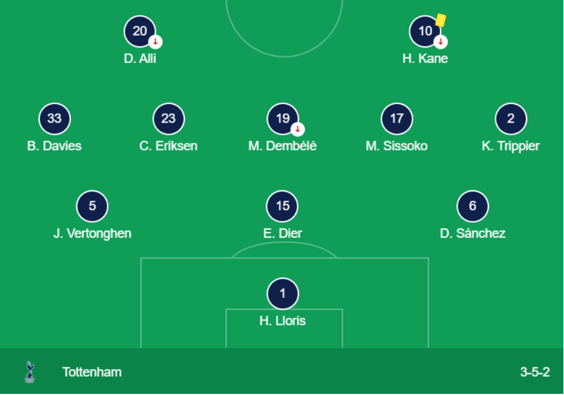 20 10
D. Alli H. Kane
33 23 19 17 2
B. Davies C. Eriksen M. Dembélé M. Sissoko K. Trippier
5 15 6
J. Vertonghen E. Dier D. Sánchez
1
H. Lloris
Tottenham 3-5-2